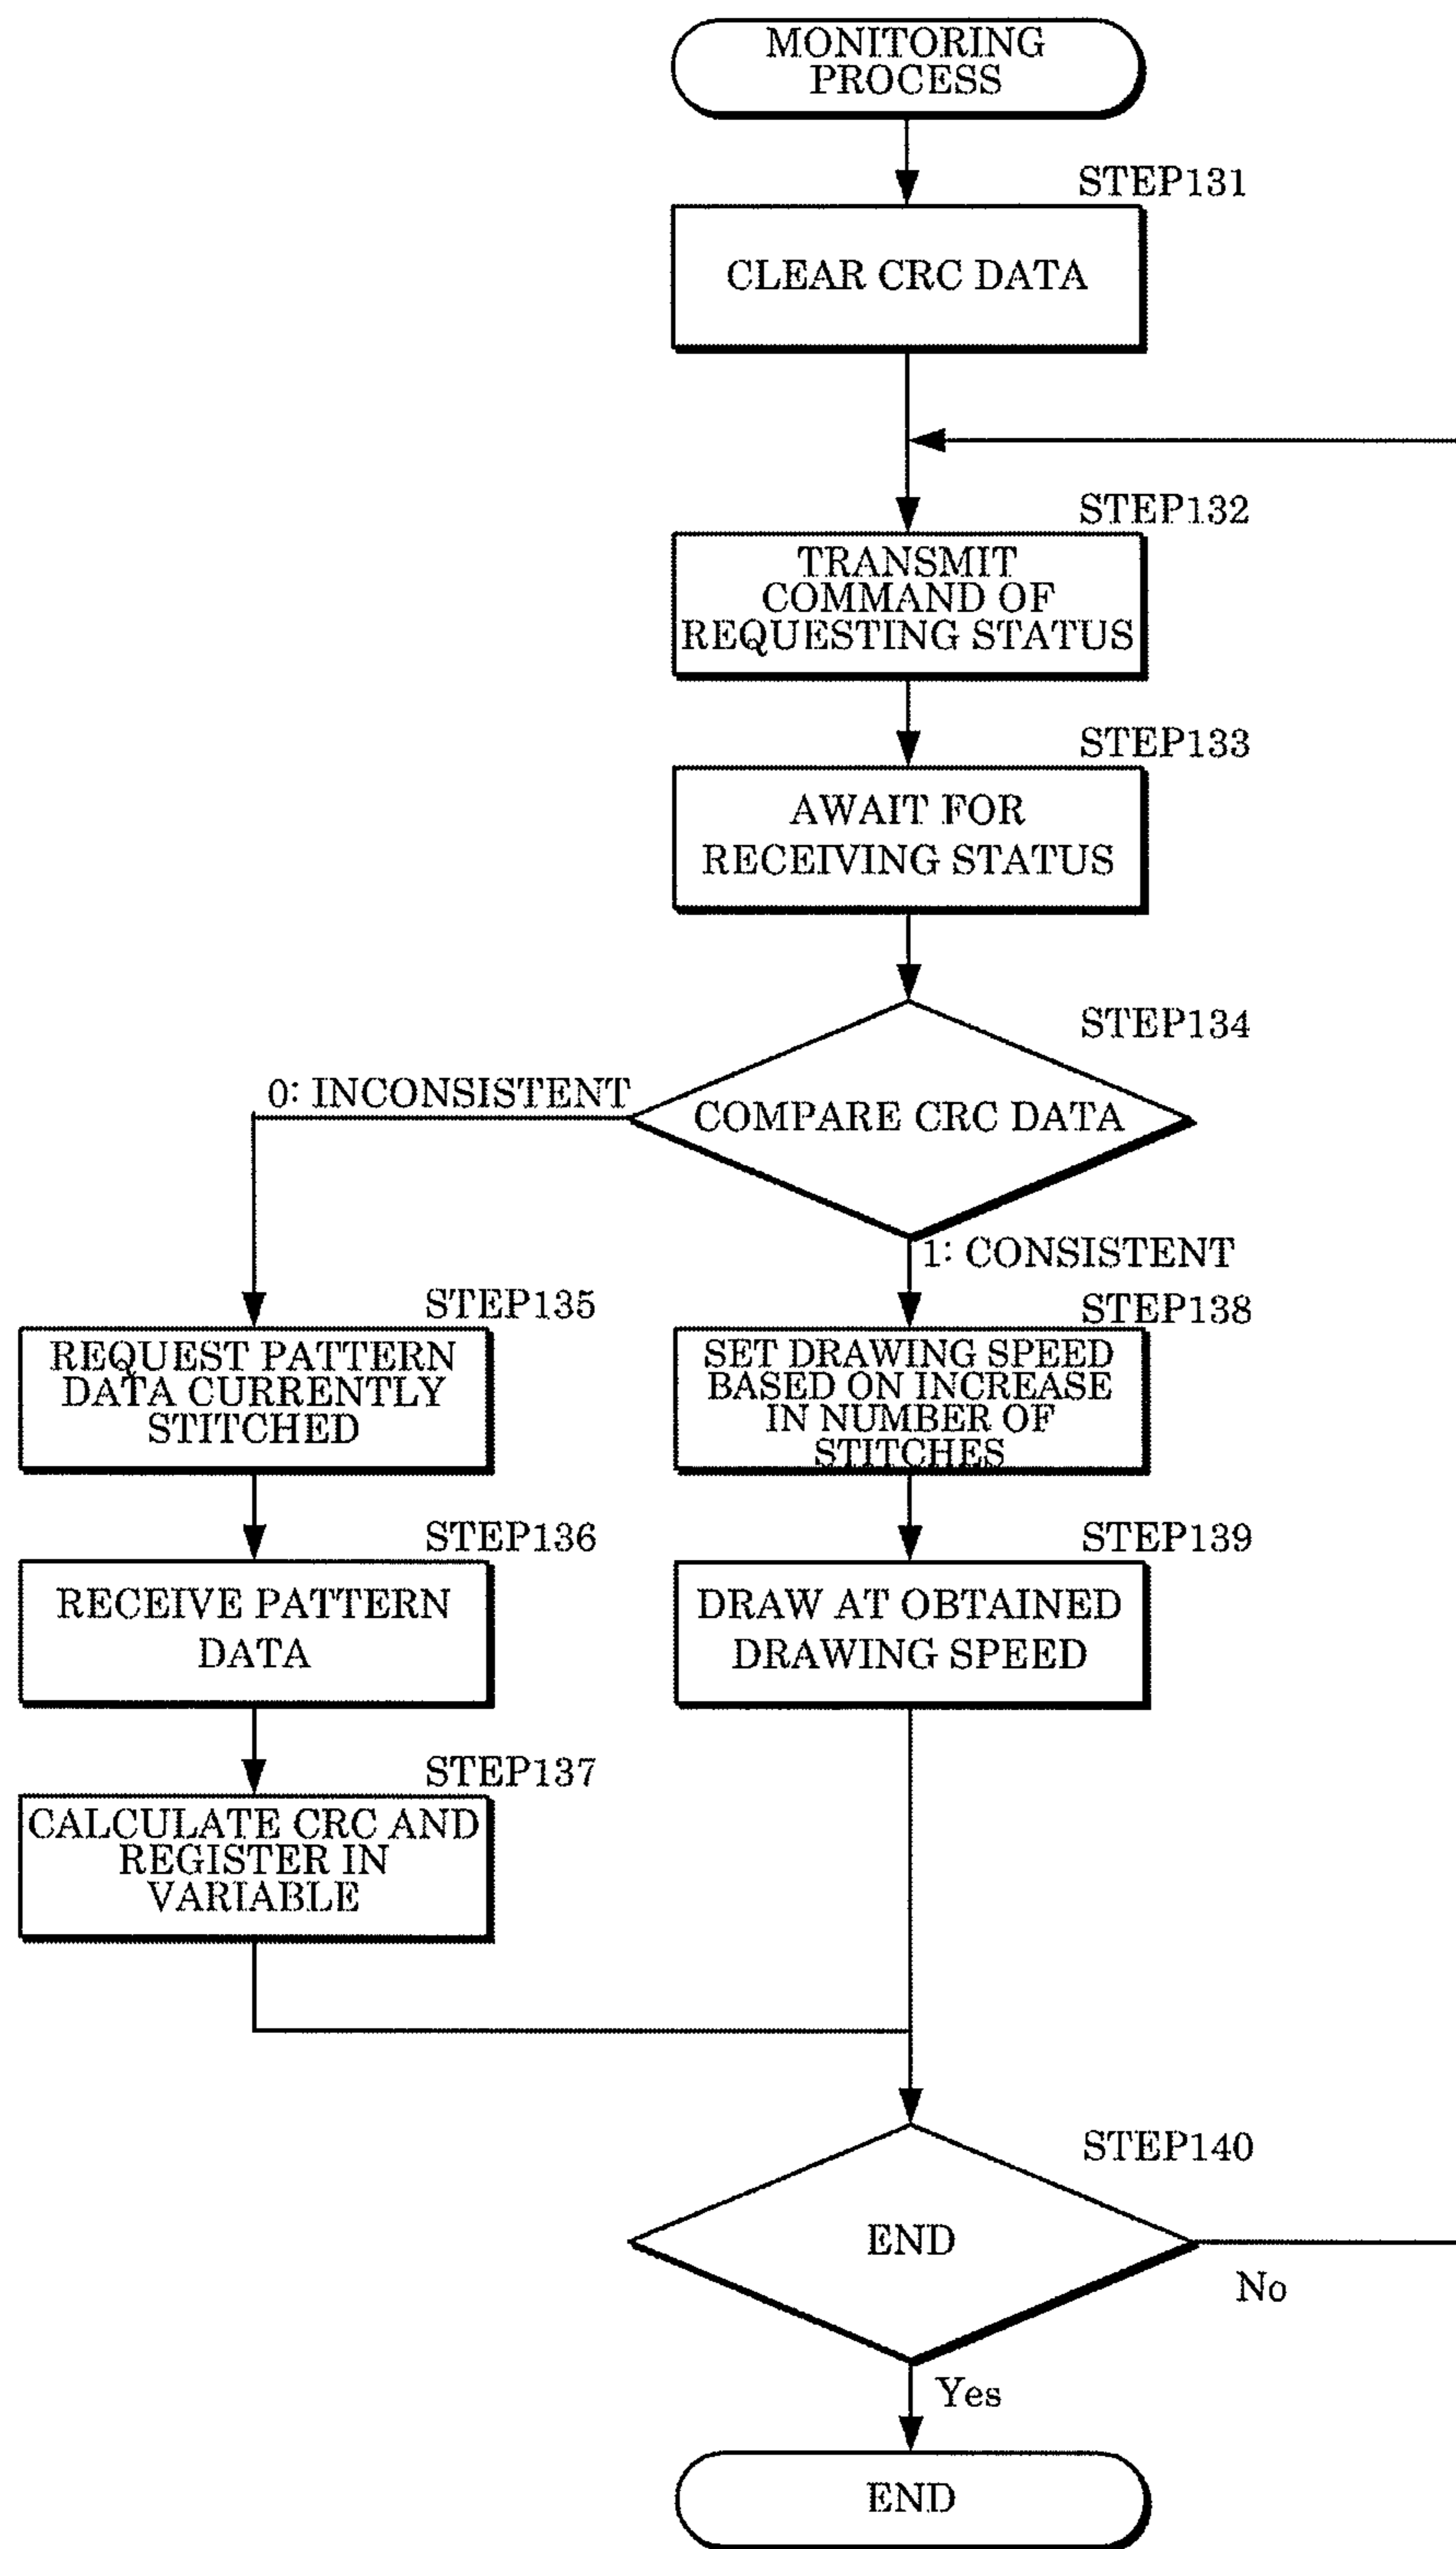 MONITORING
PROCESS
STEP131
CLEAR CRC DATA
STEP132
TRANSMIT
COMMAND OF
REQUESTING STATUS
STEP133
AWAIT FOR
RECEIVING STATUS
STEP134
0: INCONSISTENT
COMPARE CRC DATA
1: CONSISTENT
STEP135
REQUEST PATTERN
DATA CURRENTLY
STITCHED
STEP138
SET DRAWING SPEED
BASED ON INCREASE
IN NUMBER OF
STITCHES
STEP136
RECEIVE PATTERN
DATA
STEP139
DRAW AT OBTAINED
DRAWING SPEED
STEP137
CALCULATE CRC AND
REGISTER IN
VARIABLE
STEP140
END
No
Yes
END